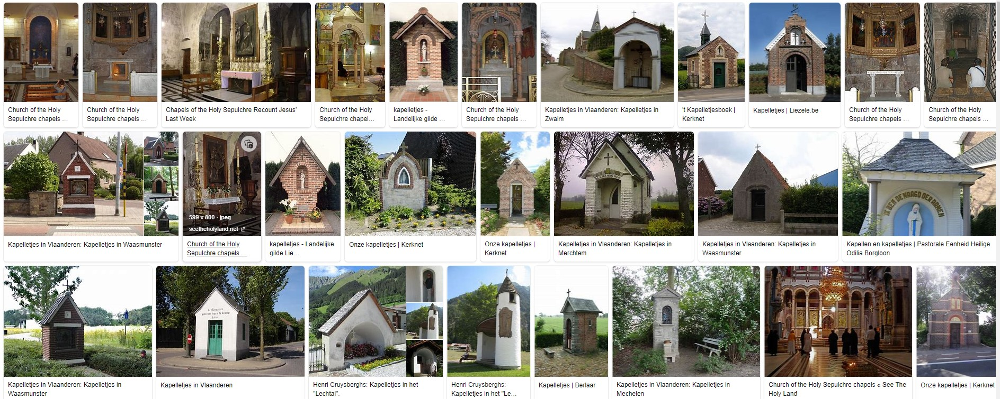 Church of the Holy
Sepulchre chapels ...
Church of the Holy
Sepulchre chapels ...
Chapels of the Holy Sepulchre Recount Jesus'
Last Week
Church of the Holy
Sepulchre chapel...
kapelletjes -
Landelijke gilde ...
Church of the Holy
Sepulchre chapels ...
Kapelletjes in Vlaanderen: Kapelletjes in
Zwalm
't Kapelletjesboek |
Kerknet
Kapelletjes | Liezele.be
Church of the Holy
Sepulchre chapels ...
Church of the Holy
Sepulchre chapels ...
Kapelletjes in Vlaanderen: Kapelletjes in Waasmunster
599 x 800 · jpeg
seetheholyland.net
Church of the Holy
Sepulchre chapels ...
kapelletjes - Landelijke
gilde Lie...
Onze kapelletjes | Kerknet
Onze kapelletjes |
Kerknet
Kapelletjes in Vlaanderen: Kapelletjes in
Merchtem
Kapelletjes in Vlaanderen: Kapelletjes in
Waasmunster
DE MAAGD DER ARMEN
Kapellen en kapelletjes | Pastorale Eenheid Heilige
Odilia Borgloon
Kapelletjes in Vlaanderen: Kapelletjes in
Waasmunster
Kapelletjes in Vlaanderen
Henri Cruysberghs: Kapelletjes in het
"Lechtal".
Henri Cruysberghs:
Kapelletjes in het "Le...
Kapelletjes | Berlaar
Kapelletjes in Vlaanderen: Kapelletjes in
Mechelen
Church of the Holy Sepulchre chapels « See The
Holy Land
Onze kapelletjes | Kerknet